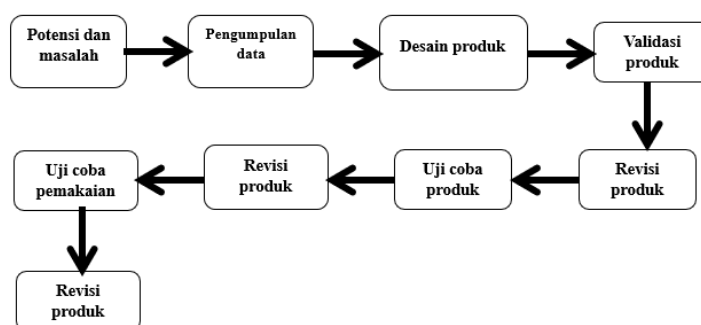 Potensi dan
masalah
Pengumpulan
data
Desain produk
Validasi
produk
Revisi
produk
Uji coba
produk
Revisi
produk
Uji coba
pemakaian
Revisi
produk